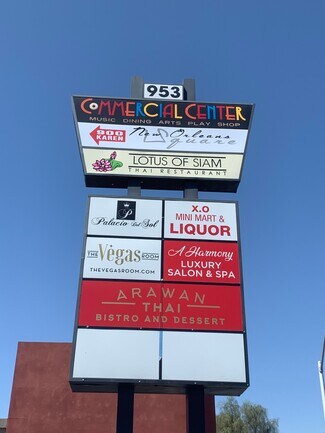 953
COMMERCIAL CENTER
MUSIC DINING ARTS PLAY SHOP
900
KAREN
New Orleans
Square
LOTUS OF SIAM
THAI RESTAURANT
P
Palacio del Sol
X.O
MINI MART &
LIQUOR
THE Vegas ROOM
THEVEGASROOM.COM
A Harmony
LUXURY
SALON & SPA
ARAWAN
THAI
BISTRO AND DESSERT